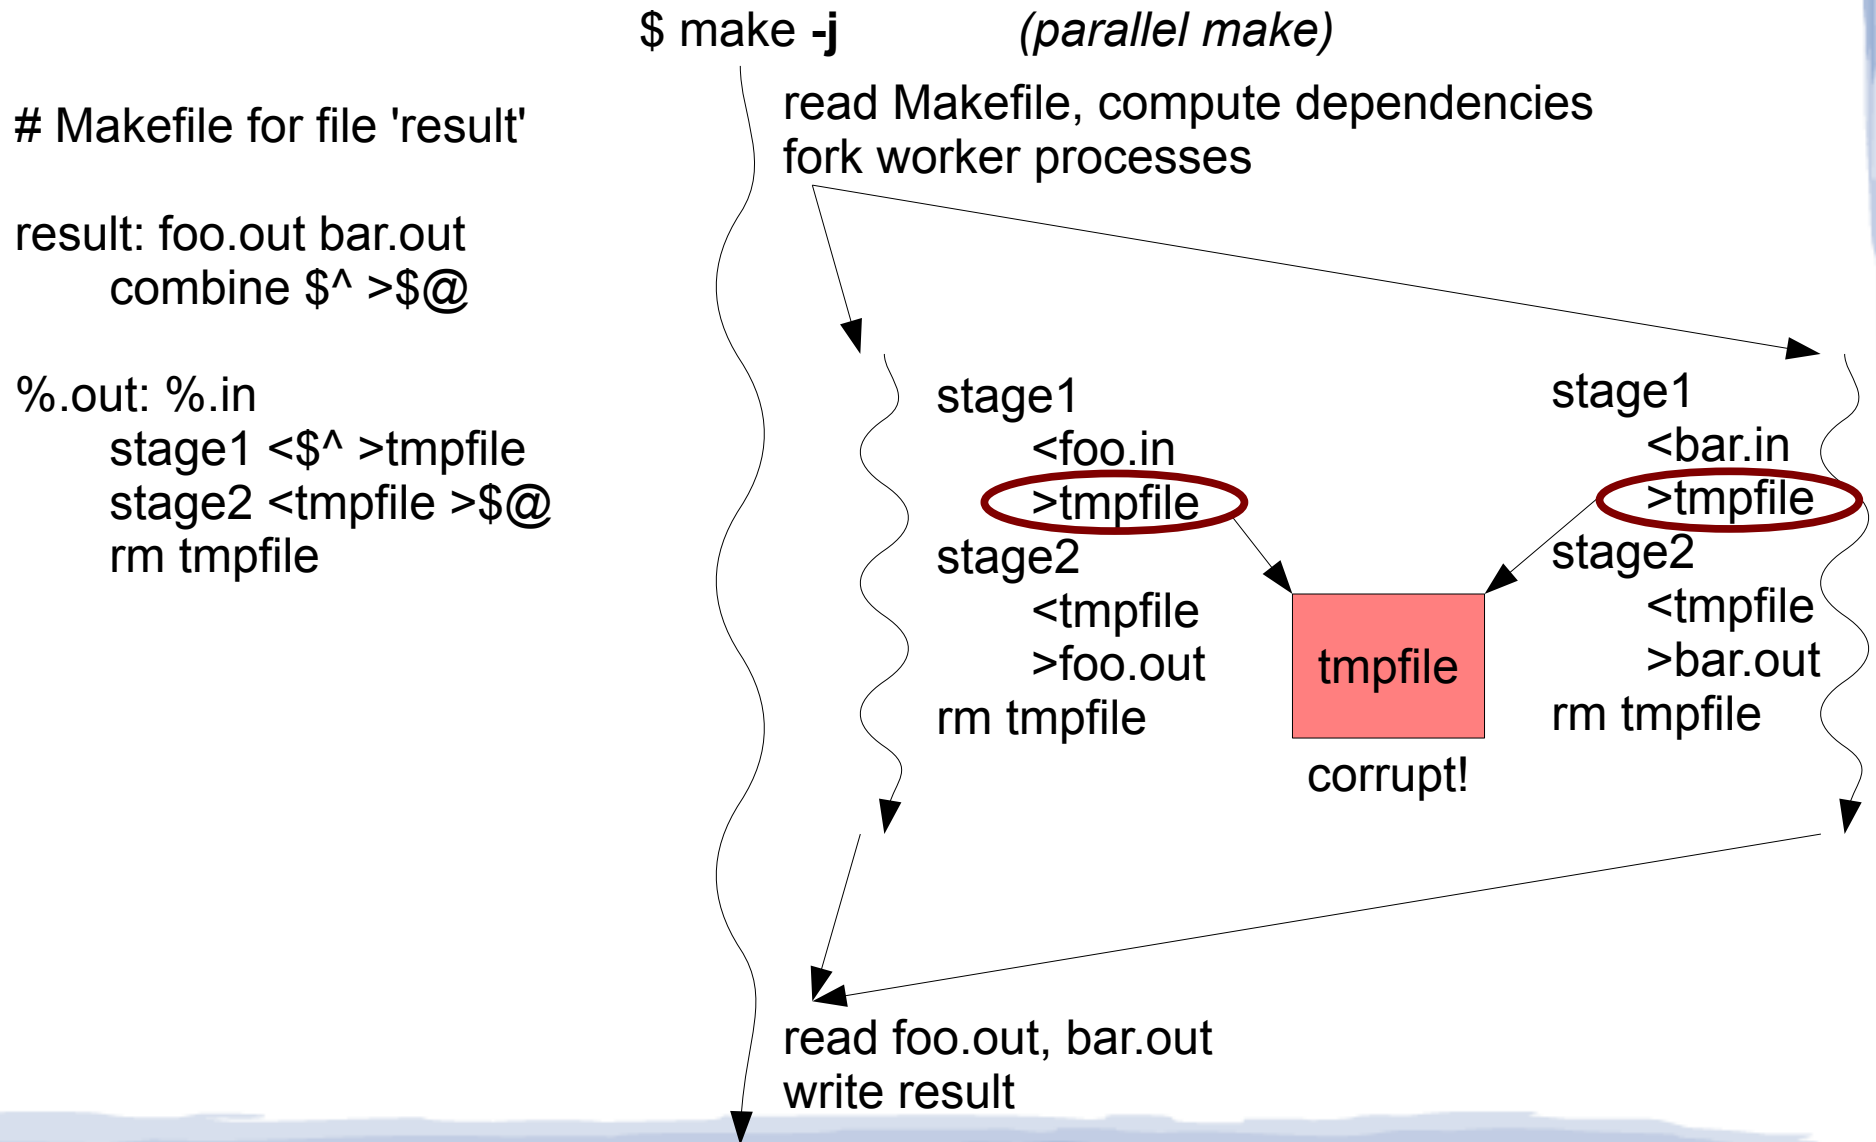 $ make -j (parallel make)
# Makefile for file 'result'
result: foo.out bar.out
combine $^ >$@
%.out: %.in
stage1 <$^ >tmpfile
stage2 <tmpfile >$@
rm tmpfile
read Makefile, compute dependencies
fork worker processes
stage1
<foo.in
>tmpfile
stage2
<tmpfile
>foo.out
rm tmpfile
tmpfile
corrupt!
stage1
<bar.in
>tmpfile
stage2
<tmpfile
>bar.out
rm tmpfile
read foo.out, bar.out
write result